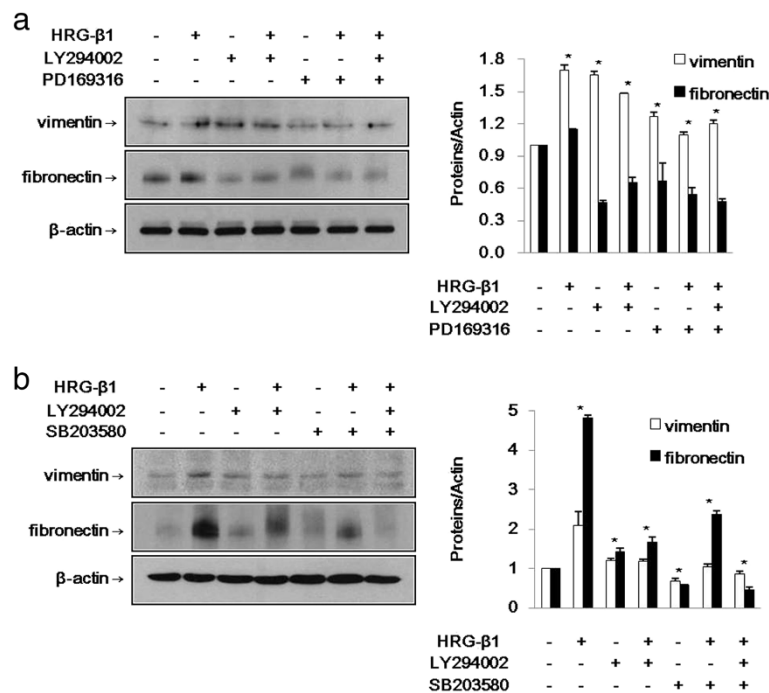 a
HRG-β1 - + - + - + +
LY294002 - - + + - - +
PD169316 - - - - + + +
vimentin→
fibronectin→
β-actin→
1.8
1.5
1.2
0.9
0.6
0.3
0.0
Proteins/Actin
* * * * * *
vimentin
fibronectin
HRG-β1 - + - + - + +
LY294002 - - + + - - +
PD169316 - - - - + + +
b
HRG-β1 - + - + - + +
LY294002 - - + + - - +
SB203580 - - - - + + +
vimentin→
fibronectin→
β-actin→
5
4
3
2
1
0
Proteins/Actin
* * * * * *
vimentin
fibronectin
HRG-β1 - + - + - + +
LY294002 - - + + - - +
SB203580 - - - - + + +